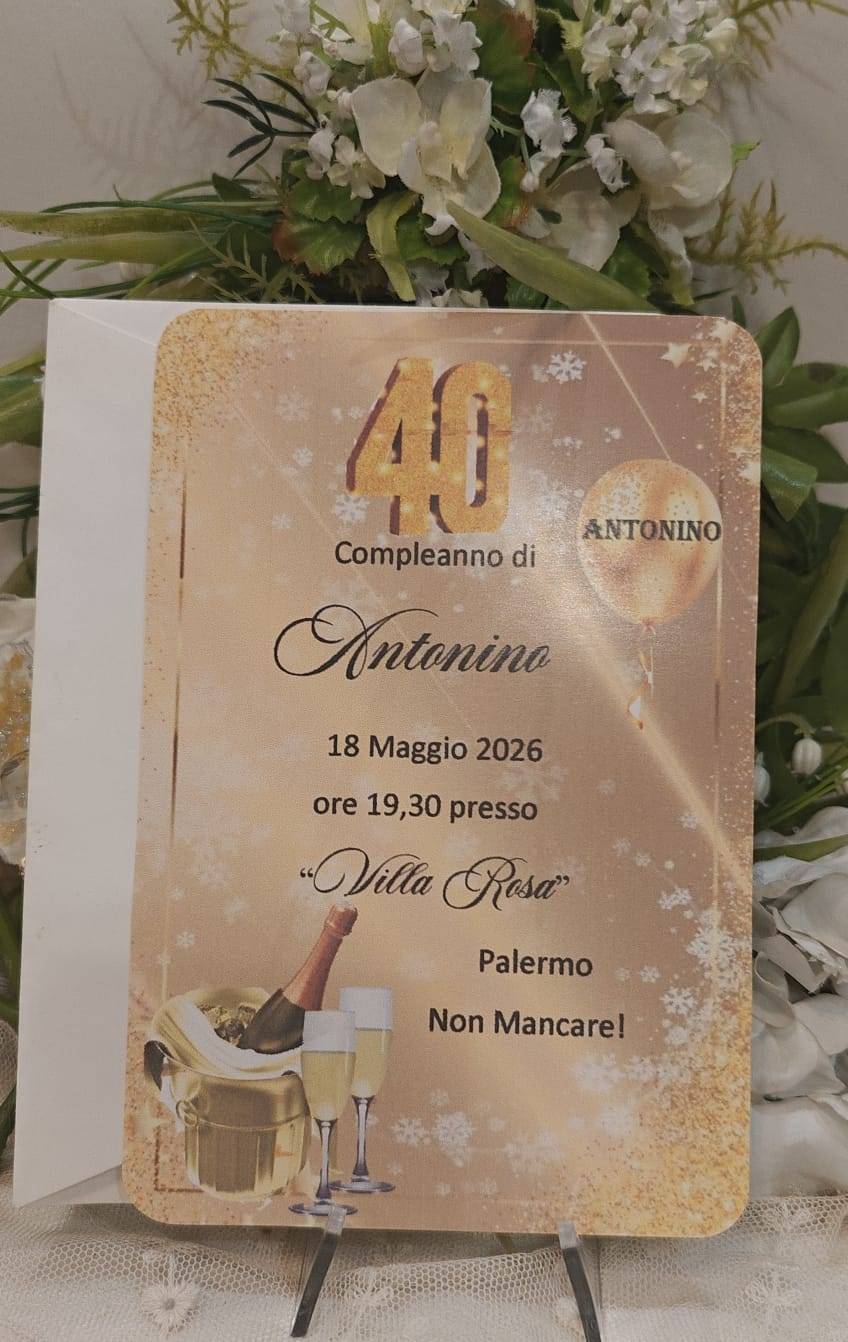 40
ANTONINO
Compleanno di
Antonino
18 Maggio 2026
ore 19,30 presso
“Villa Rosa”
Palermo
Non Mancare!